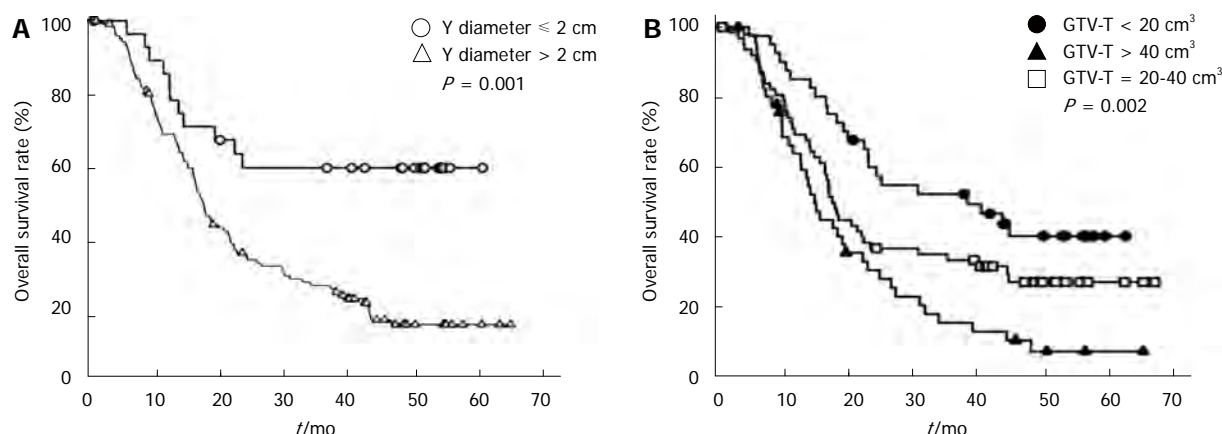 A
Y diameter ≤ 2 cm
Y diameter > 2 cm
P = 0.001
Overall survival rate (%)
100
80
60
40
20
0
0 10 20 30 40 50 60 70
t/mo
B
GTV-T < 20 cm³
GTV-T > 40 cm³
GTV-T = 20-40 cm³
P = 0.002
Overall survival rate (%)
100
80
60
40
20
0
0 10 20 30 40 50 60 70
t/mo